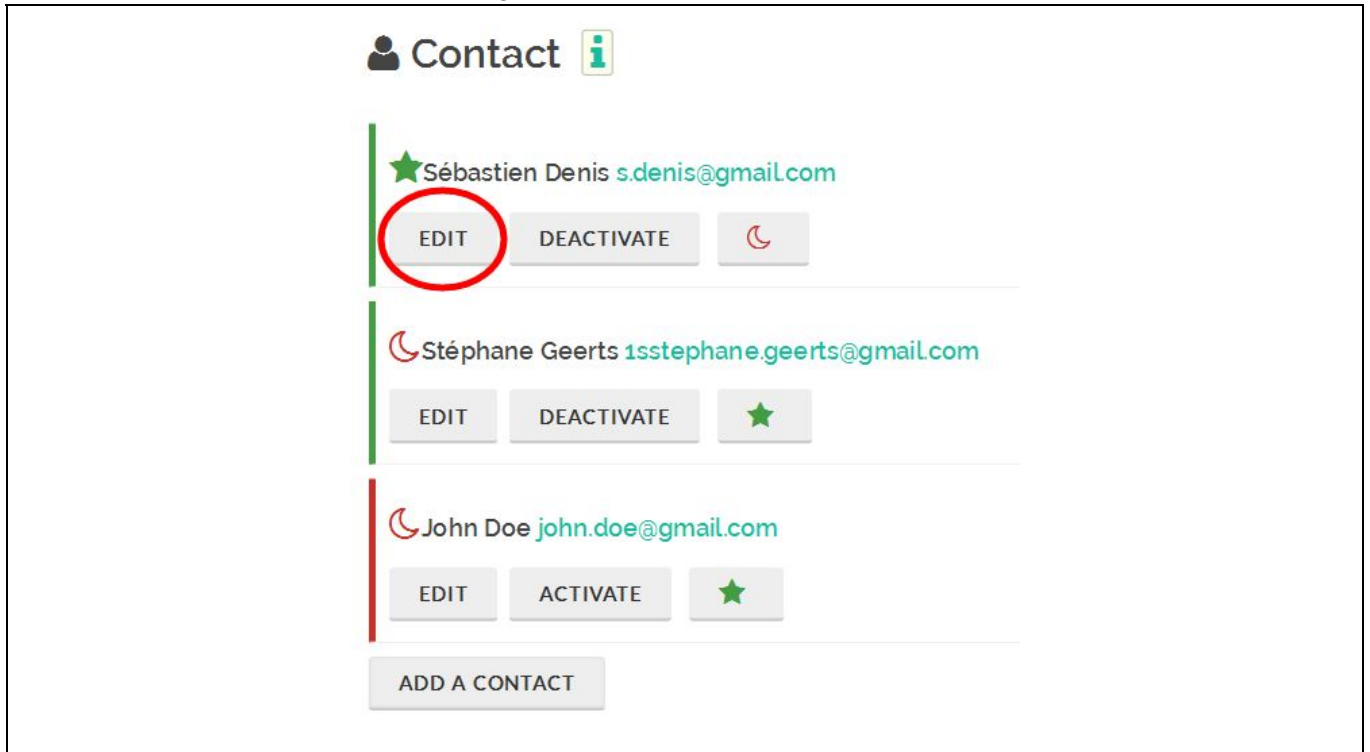 Contact i
Sébastien Denis s.denis@gmail.com
EDIT DEACTIVATE
Stéphane Geerts 1sstephane.geerts@gmail.com
EDIT DEACTIVATE
John Doe john.doe@gmail.com
EDIT ACTIVATE
ADD A CONTACT